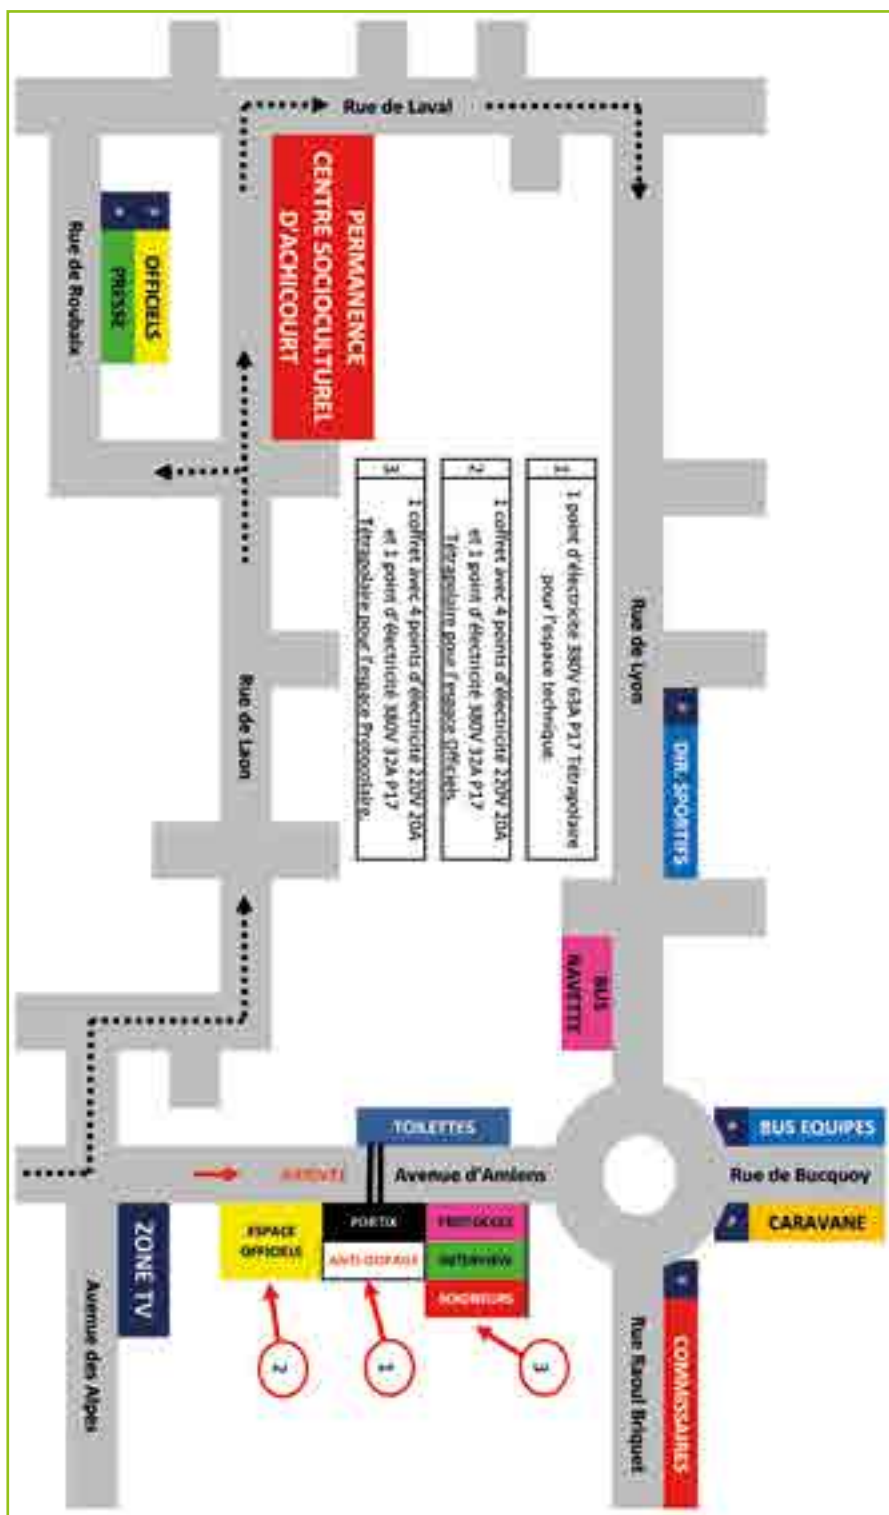 Rue de Laval
PERMANENCE
CENTRE SOCIOCULTUREL
D'ACHICOURT
P
OFFICIELS
P
PRESSE
Rue de Roubaix
Rue de Lyon
P
DIR. SPORTIFS
1
1 point d'électricité 380V 63A P17 Tétrapolaire
pour l'espace technique.
2
1 coffret avec 4 points d'électricité 220V 20A
et 1 point d'électricité 380V 32A P17
Tétrapolaire pour l'espace Officiels.
3
1 coffret avec 4 points d'électricité 220V 20A
et 1 point d'électricité 380V 32A P17
Tétrapolaire pour l'espace Protocolaire.
Rue de Laon
BUS
NAVETTE
TOILETTES
P
BUS EQUIPES
ARRIVÉE
Avenue d'Amiens
Rue de Bucquoy
ZONE TV
ESPACE
OFFICIELS
PODIUM
ANTI-DOPAGE
PROTOCOLE
INTERVIEW
SOIGNEURS
P
CARAVANE
P
COMMISSAIRES
2
1
3
Avenue des Alpes
Rue Raoul Briquet